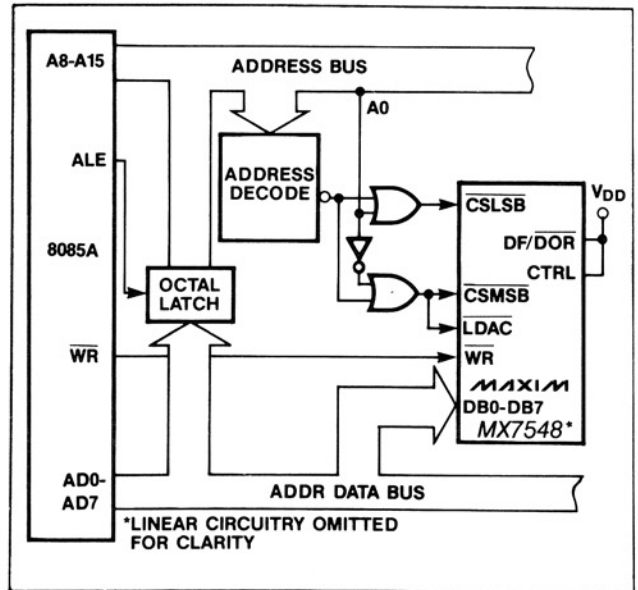 A8-A15
ADDRESS BUS
A0
ALE
ADDRESS
DECODE
CSLSB
VDD
DF/DOR
CTRL
8085A
OCTAL
LATCH
CSMSB
LDAC
WR
WR
MAXIM
DB0-DB7
MX7548*
AD0-
AD7
ADDR DATA BUS
*LINEAR CIRCUITRY OMITTED
FOR CLARITY